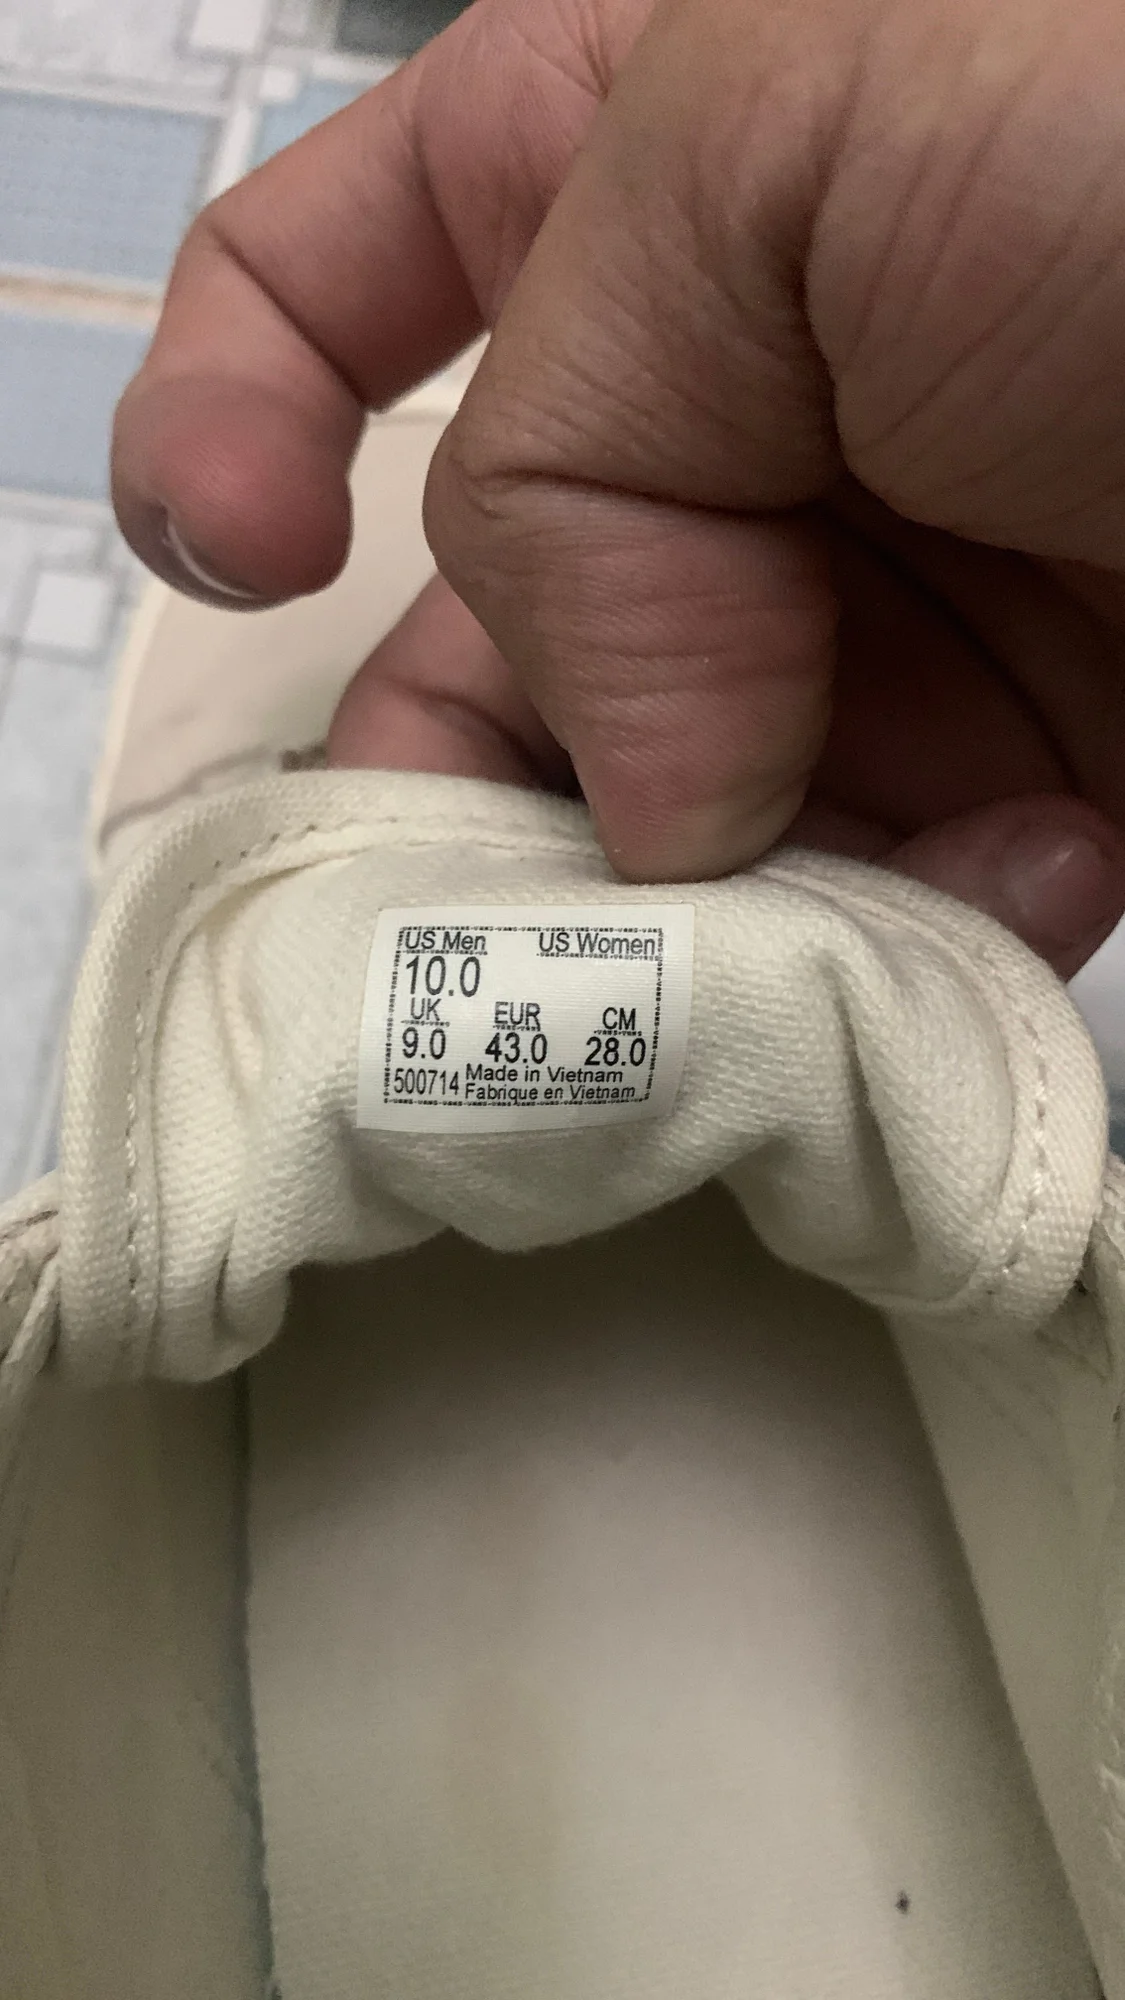 US Men US Women
10.0
UK EUR CM
9.0 43.0 28.0
500714 Made in Vietnam
Fabrique en Vietnam